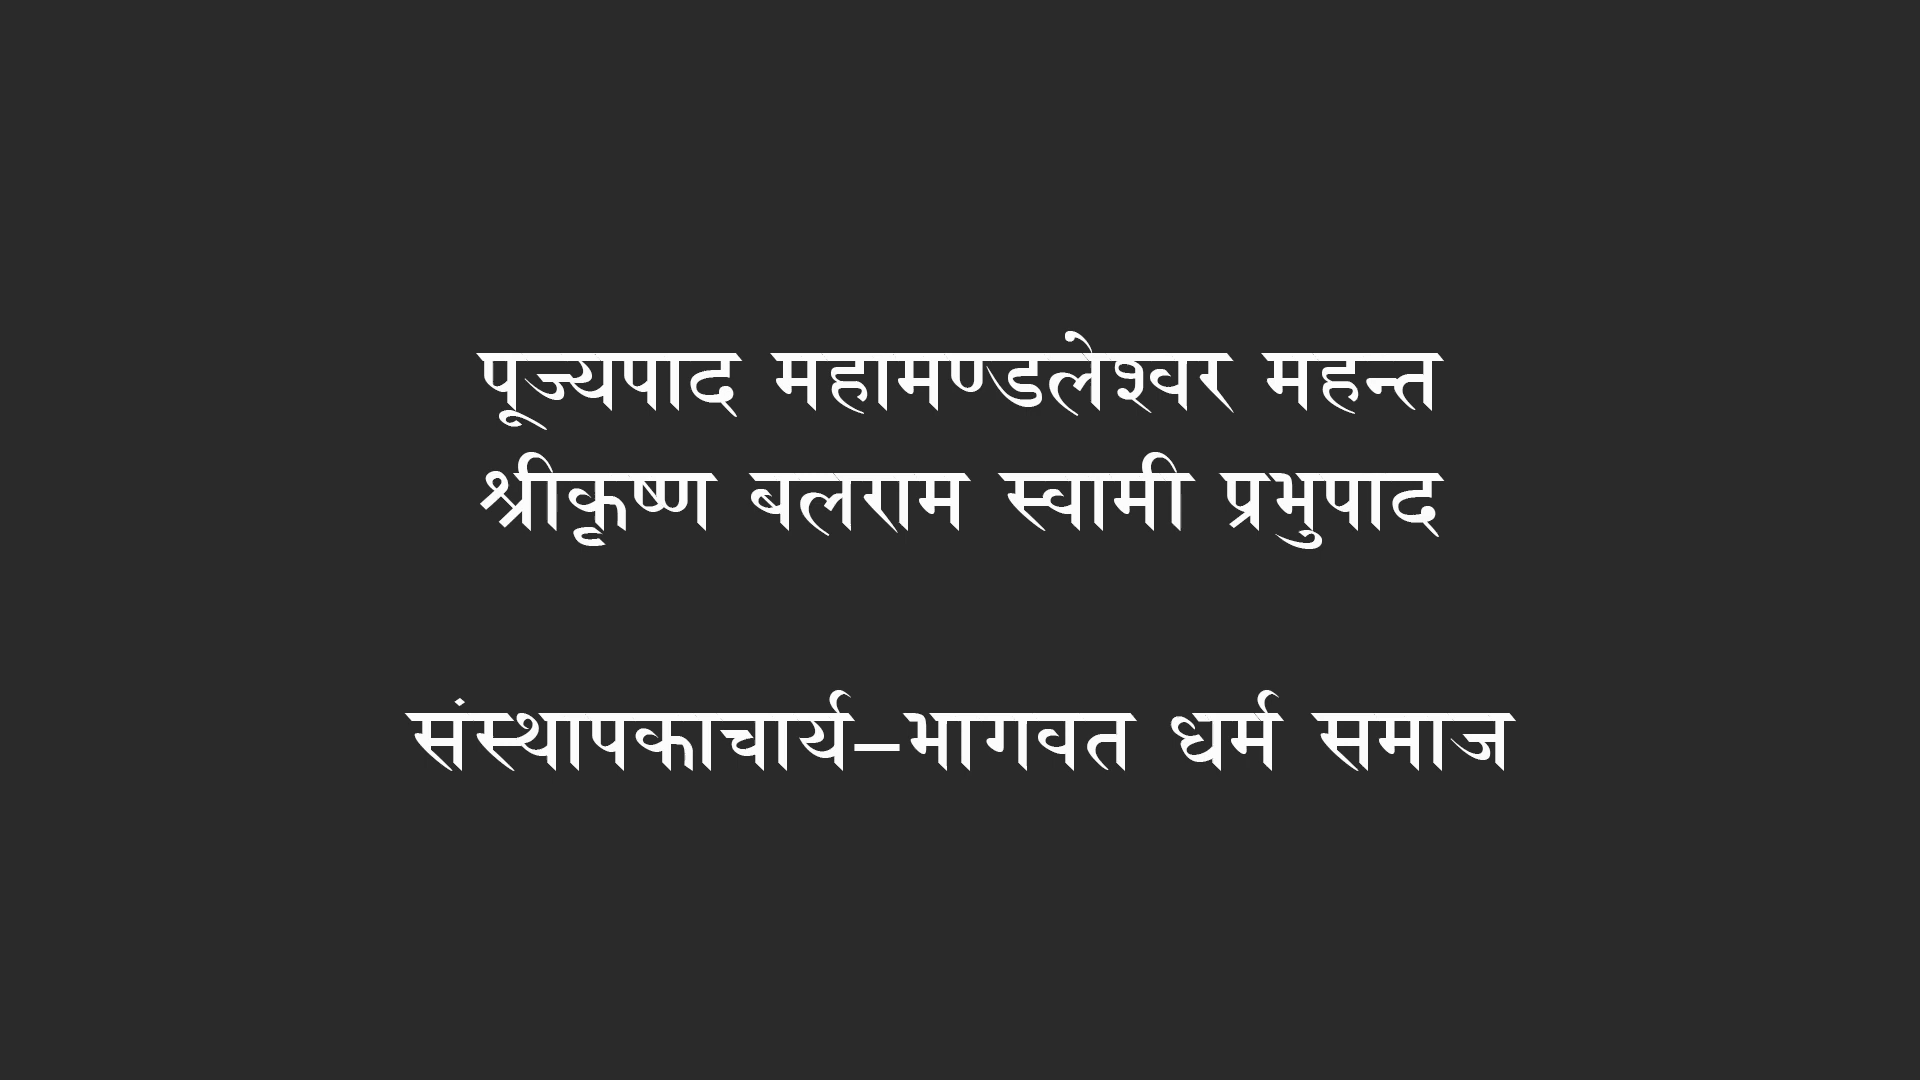 पूज्यपाद महामण्डलेश्वर महन्त
श्रीकृष्ण बलराम स्वामी प्रभुपाद
संस्थापकाचार्य–भागवत धर्म समाज